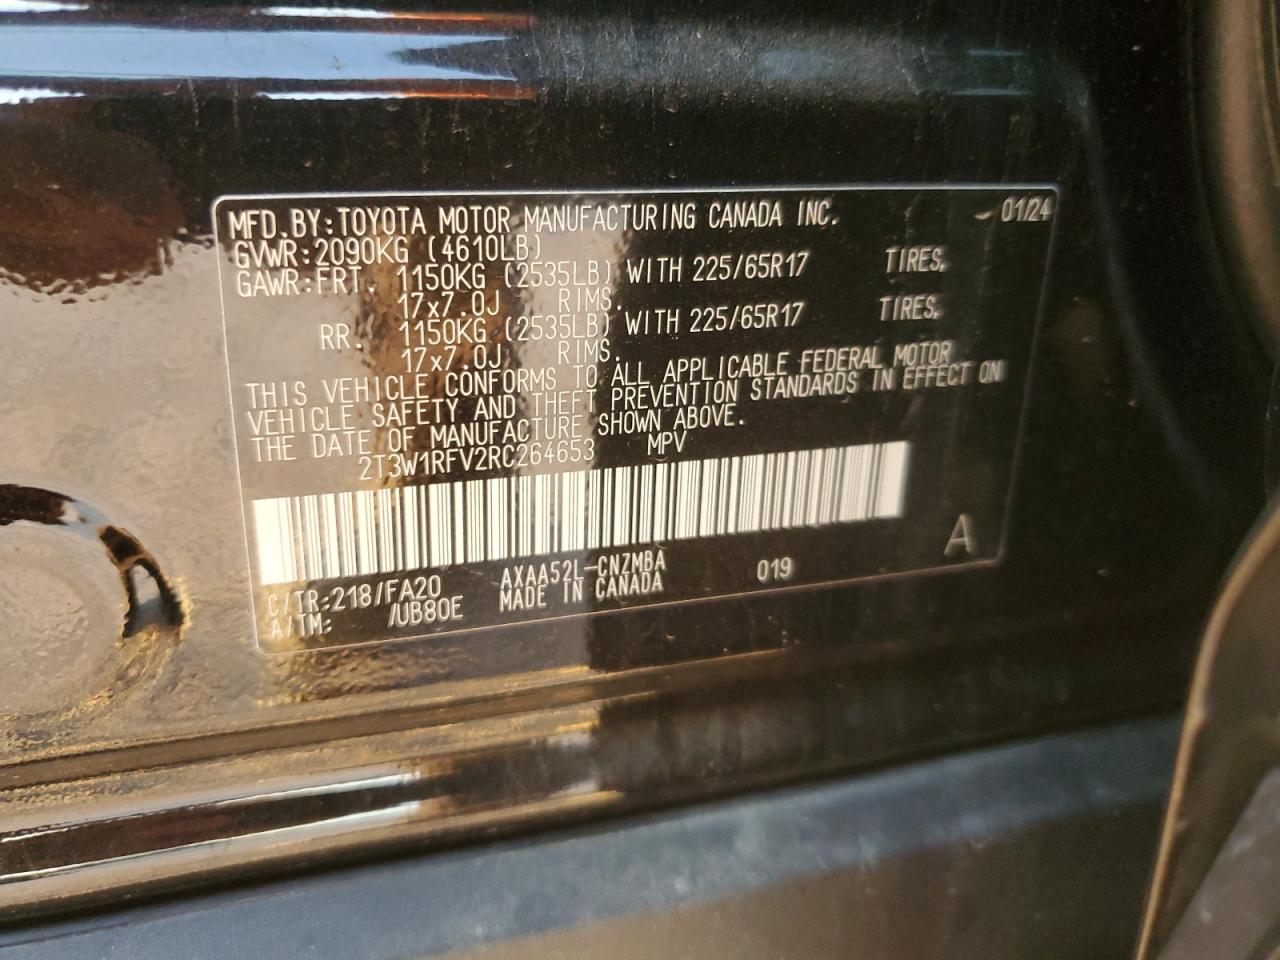 MFD.BY:TOYOTA MOTOR MANUFACTURING CANADA INC. 01/24
GVWR:2090KG (4610LB)
GAWR:FRT. 1150KG (2535LB) WITH 225/65R17 TIRES,
17x7.0J RIMS.
RR. 1150KG (2535LB) WITH 225/65R17 TIRES,
17x7.0J RIMS.
THIS VEHICLE CONFORMS TO ALL APPLICABLE FEDERAL MOTOR
VEHICLE SAFETY AND THEFT PREVENTION STANDARDS IN EFFECT ON
THE DATE OF MANUFACTURE SHOWN ABOVE.
2T3W1RFV2RC264653 MPV
C/TR:218/FA20 AXAA52L-CNZMBA 019 A
A/TM: /UB80E MADE IN CANADA